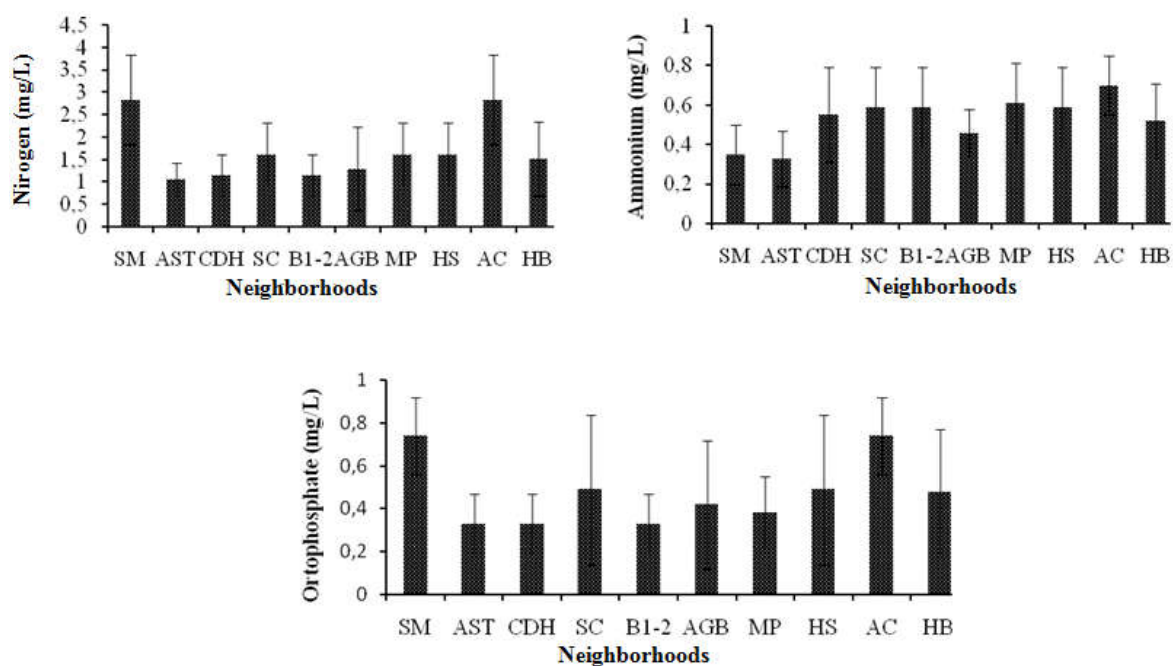 Nirogen (mg/L)
4,5
4
3,5
3
2,5
2
1,5
1
0,5
0
SM AST CDH SC B1-2 AGB MP HS AC HB
Neighborhoods
Ammonium (mg/L)
1
0,8
0,6
0,4
0,2
0
SM AST CDH SC B1-2 AGB MP HS AC HB
Neighborhoods
Ortophosphate (mg/L)
1
0,8
0,6
0,4
0,2
0
SM AST CDH SC B1-2 AGB MP HS AC HB
Neighborhoods